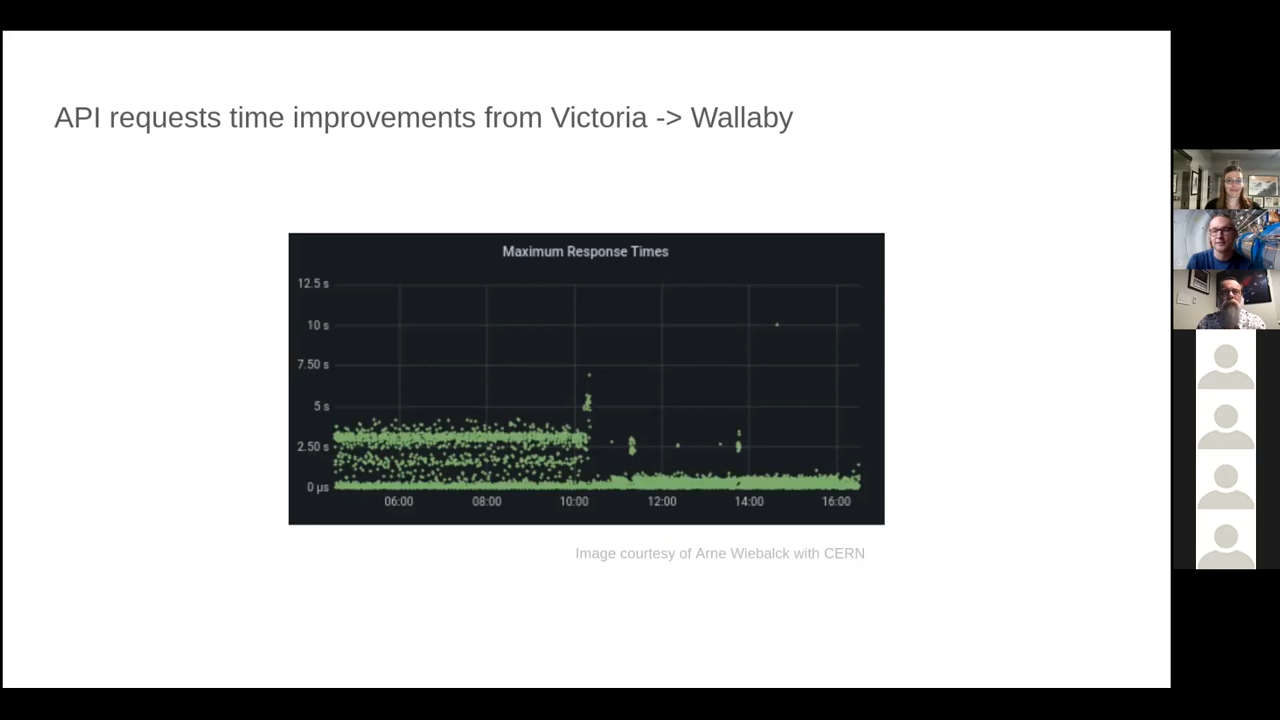 API requests time improvements from Victoria -> Wallaby
Maximum Response Times
12.5 s
10 s
7.50 s
5 s
2.50 s
0 µs
06:00 08:00 10:00 12:00 14:00 16:00
Image courtesy of Arne Wiebalck with CERN